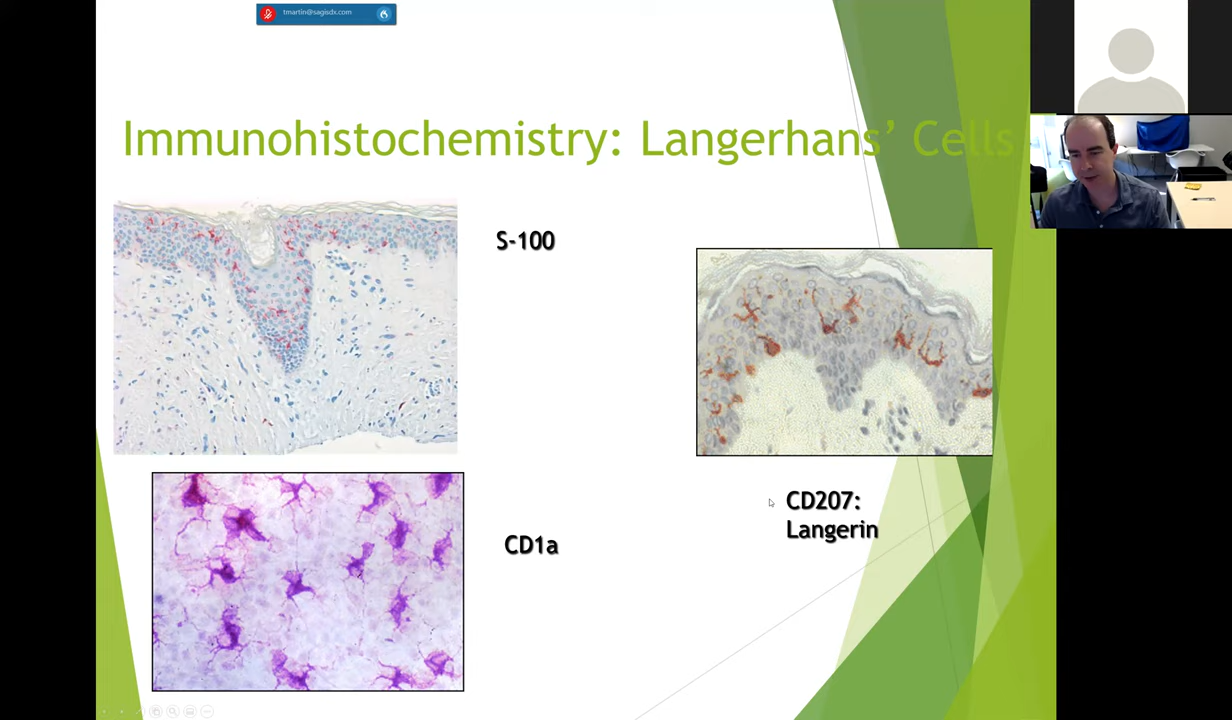 tmartin@sagisdx.com
Immunohistochemistry: Langerhans’ Cells
S-100
CD1a
CD207:
Langerin